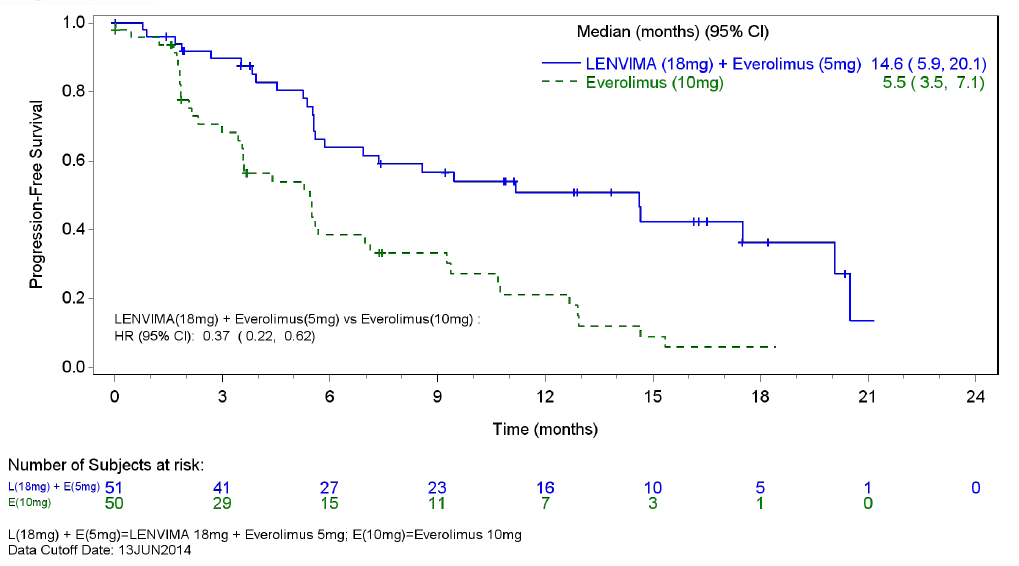 Median (months) (95% CI)
LENVIMA (18mg) + Everolimus (5mg) 14.6 ( 5.9, 20.1)
Everolimus (10mg) 5.5 ( 3.5, 7.1)
Progression-Free Survival
1.0
0.8
0.6
0.4
0.2
0.0
LENVIMA(18mg) + Everolimus(5mg) vs Everolimus(10mg) :
HR (95% CI): 0.37 ( 0.22, 0.62)
0 3 6 9 12 15 18 21 24
Time (months)
Number of Subjects at risk:
L(18mg) + E(5mg) 51 41 27 23 16 10 5 1 0
E(10mg) 50 29 15 11 7 3 1 0
L(18mg) + E(5mg)=LENVIMA 18mg + Everolimus 5mg; E(10mg)=Everolimus 10mg
Data Cutoff Date: 13JUN2014